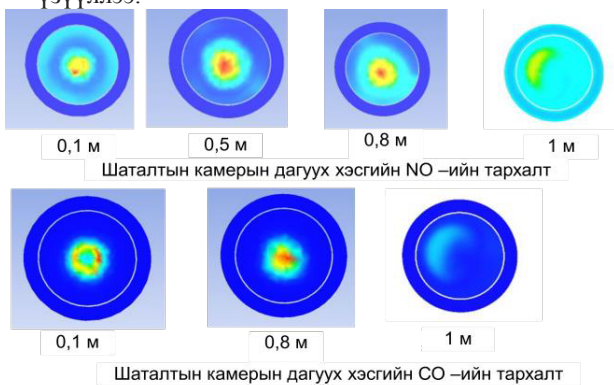 үзүүллээ.
0,1 м 0,5 м 0,8 м 1 м
Шаталтын камерын дагуух хэсгийн NO –ийн тархалт
0,1 м 0,8 м 1 м
Шаталтын камерын дагуух хэсгийн CO –ийн тархалт